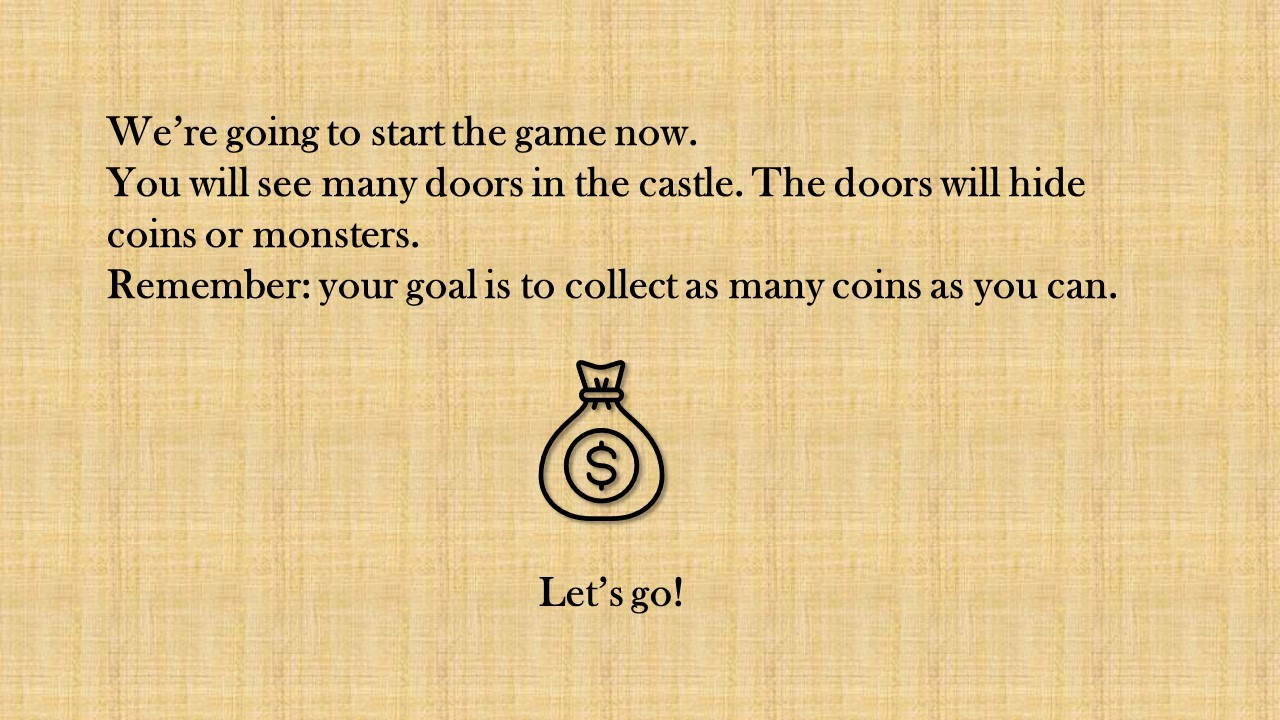 We’re going to start the game now.
You will see many doors in the castle. The doors will hide
coins or monsters.
Remember: your goal is to collect as many coins as you can.
$
Let’s go!